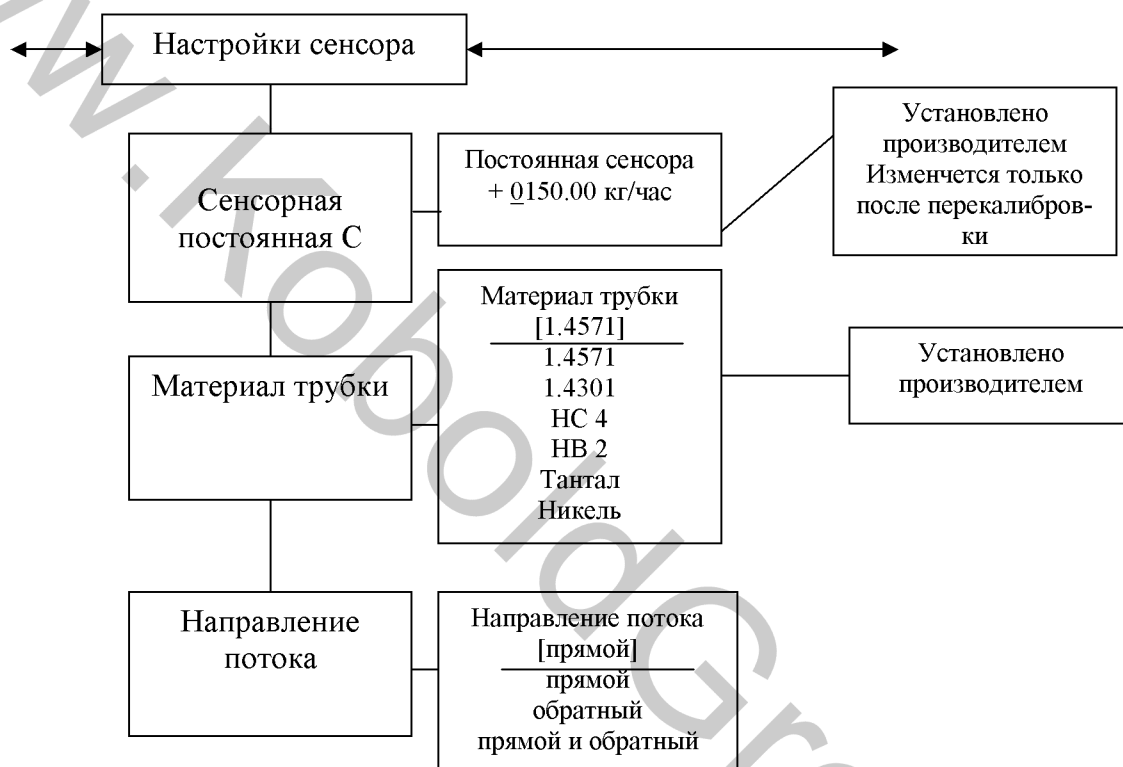 Настройки сенсора
Сенсорная
постоянная С
Постоянная сенсора
+ 0150.00 кг/час
Установлено
производителем
Изменчется только
после перекалибров-
ки
Материал трубки
Материал трубки
[1.4571]
1.4571
1.4301
НС 4
НВ 2
Тантал
Никель
Установлено
производителем
Направление
потока
Направление потока
[прямой]
прямой
обратный
прямой и обратный
w.KoboldGr